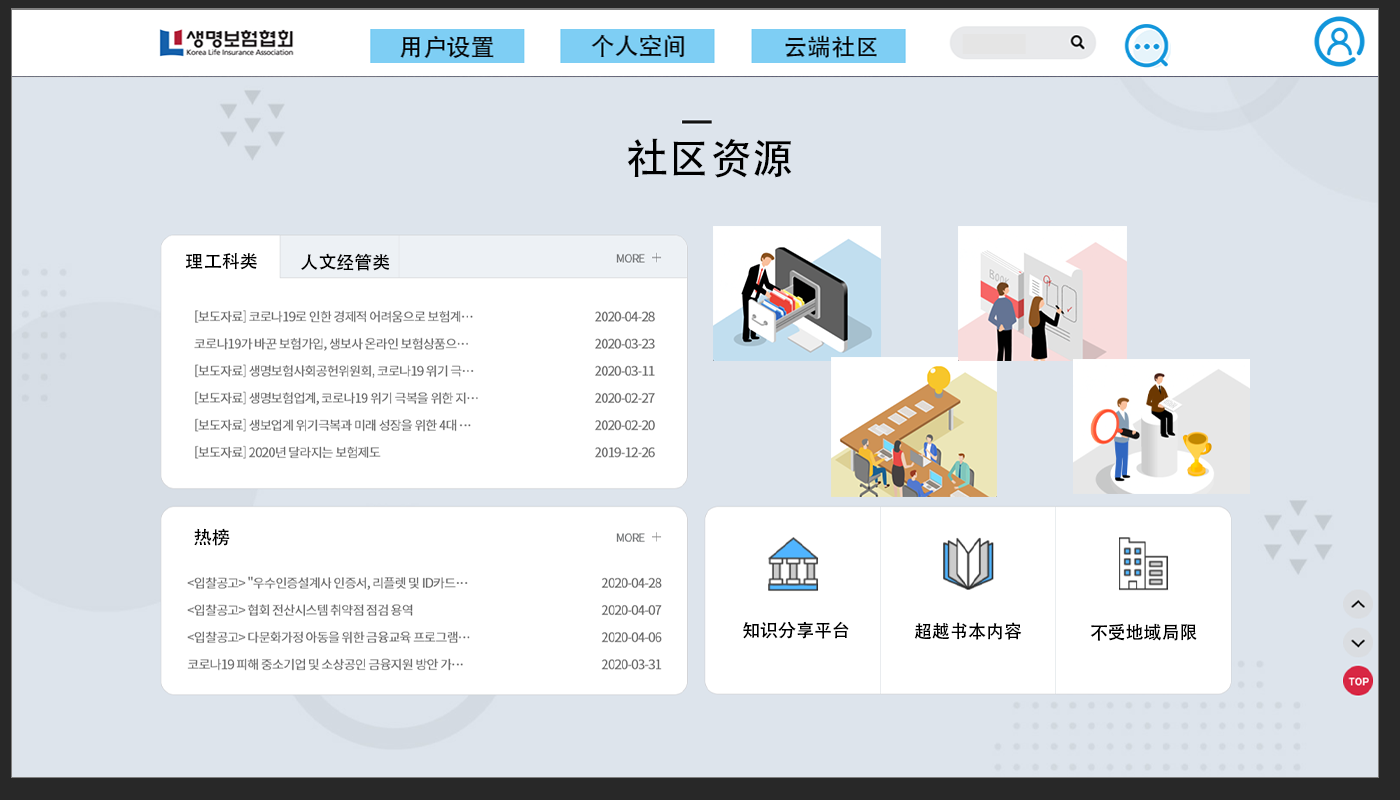 생명보험협회
Korea Life Insurance Association
用户设置
个人空间
云端社区
社区资源
理工科类
人文经管类
MORE +
[보도자료] 코로나19로 인한 경제적 어려움으로 보험계⋯ 2020-04-28
코로나19가 바꾼 보험가입, 생보사 온라인 보험상품으⋯ 2020-03-23
[보도자료] 생명보험사회공헌위원회, 코로나19 위기 극⋯ 2020-03-11
[보도자료] 생명보험업계, 코로나19 위기 극복을 위한 지⋯ 2020-02-27
[보도자료] 생보업계 위기극복과 미래 성장을 위한 4대 ⋯ 2020-02-20
[보도자료] 2020년 달라지는 보험제도 2019-12-26
Book
热榜
MORE +
<입찰공고> "우수인증설계사 인증서, 리플렛 및 ID카드⋯ 2020-04-28
<입찰공고> 협회 전산시스템 취약점 점검 용역 2020-04-07
<입찰공고> 다문화가정 아동을 위한 금융교육 프로그램⋯ 2020-04-06
코로나19 피해 중소기업 및 소상공인 금융지원 방안 가⋯ 2020-03-31
知识分享平台
超越书本内容
不受地域局限
TOP